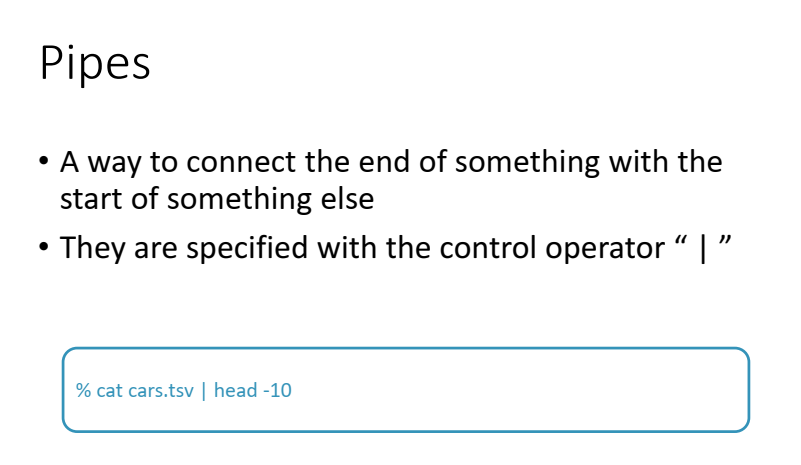 Pipes
• A way to connect the end of something with the
start of something else
• They are specified with the control operator “ | ”
% cat cars.tsv | head -10